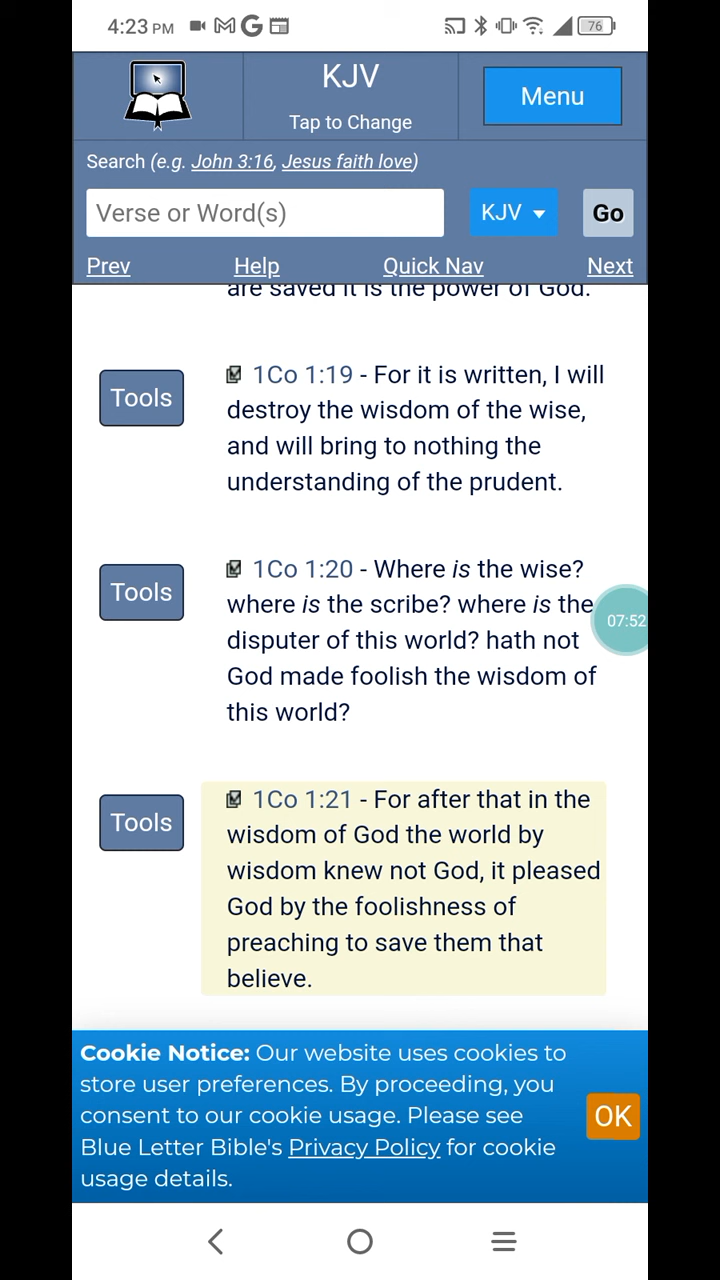 4:23 PM
76
KJV
Tap to Change
Menu
Search (e.g. John 3:16, Jesus faith love)
Verse or Word(s)
KJV
Go
Prev
Help
Quick Nav
Next
are saved it is the power of God.
Tools
1Co 1:19 - For it is written, I will
destroy the wisdom of the wise,
and will bring to nothing the
understanding of the prudent.
Tools
1Co 1:20 - Where is the wise?
where is the scribe? where is the
disputer of this world? hath not
God made foolish the wisdom of
this world?
07:52
Tools
1Co 1:21 - For after that in the
wisdom of God the world by
wisdom knew not God, it pleased
God by the foolishness of
preaching to save them that
believe.
Cookie Notice: Our website uses cookies to
store user preferences. By proceeding, you
consent to our cookie usage. Please see
Blue Letter Bible's Privacy Policy for cookie
usage details.
OK